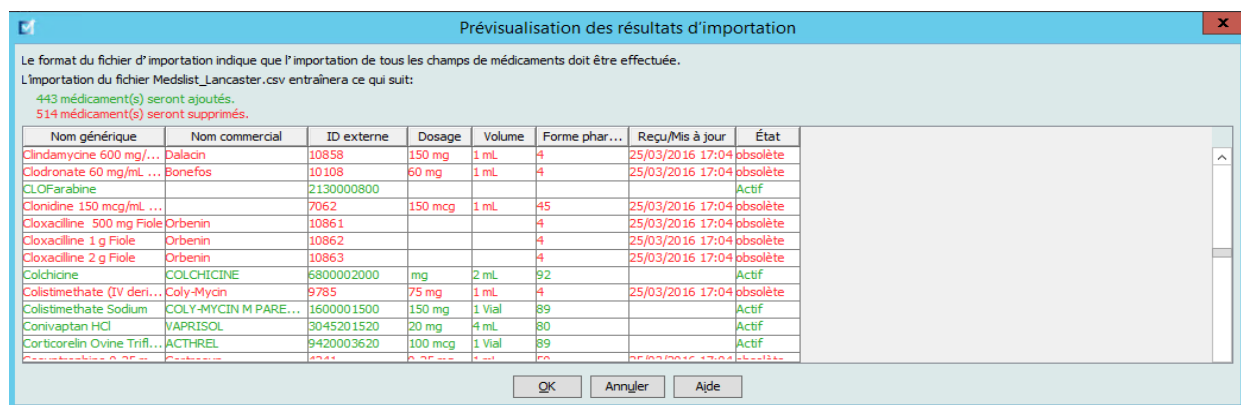 Prévisualisation des résultats d'importation
Le format du fichier d'importation indique que l'importation de tous les champs de médicaments doit être effectuée.
L'importation du fichier Medslist_Lancaster.csv entraînera ce qui suit:
443 médicament(s) seront ajoutés.
514 médicament(s) seront supprimés.
Nom générique Nom commercial ID externe Dosage Volume Forme phar... Reçu/Mis à jour État
Clindamycine 600 mg/... Dalacin 10858 150 mg 1 mL 4 25/03/2016 17:04 obsolète
Clodronate 60 mg/mL ... Bonefos 10108 60 mg 1 mL 4 25/03/2016 17:04 obsolète
CLOFarabine 2130000800 Actif
Clonidine 150 mcg/mL ... 7062 150 mcg 1 mL 45 25/03/2016 17:04 obsolète
Cloxacilline 500 mg Fiole Orbenin 10861 4 25/03/2016 17:04 obsolète
Cloxacilline 1 g Fiole Orbenin 10862 4 25/03/2016 17:04 obsolète
Cloxacilline 2 g Fiole Orbenin 10863 4 25/03/2016 17:04 obsolète
Colchicine COLCHICINE 6800002000 mg 2 mL 92 Actif
Colistimethate (IV deri... Coly-Mycin 9785 75 mg 1 mL 4 25/03/2016 17:04 obsolète
Colistimethate Sodium COLY-MYCIN M PARE... 1600001500 150 mg 1 Vial 89 Actif
Conivaptan HCl VAPRISOL 3045201520 20 mg 4 mL 80 Actif
Corticorelin Ovine Trifl... ACTHREL 9420003620 100 mcg 1 Vial 89 Actif
OK Annuler Aide